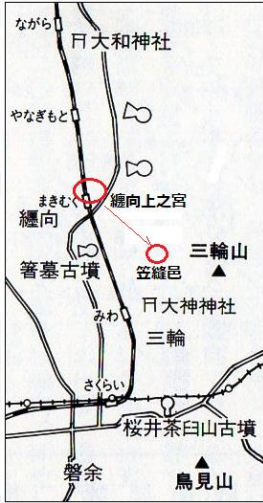 ながら
大和神社
やなぎもと
まきむく
纒向上之宮
纒向
笠縫邑
三輪山
箸墓古墳
大神神社
みわ
三輪
さくらい
桜井茶臼山古墳
磐余
鳥見山